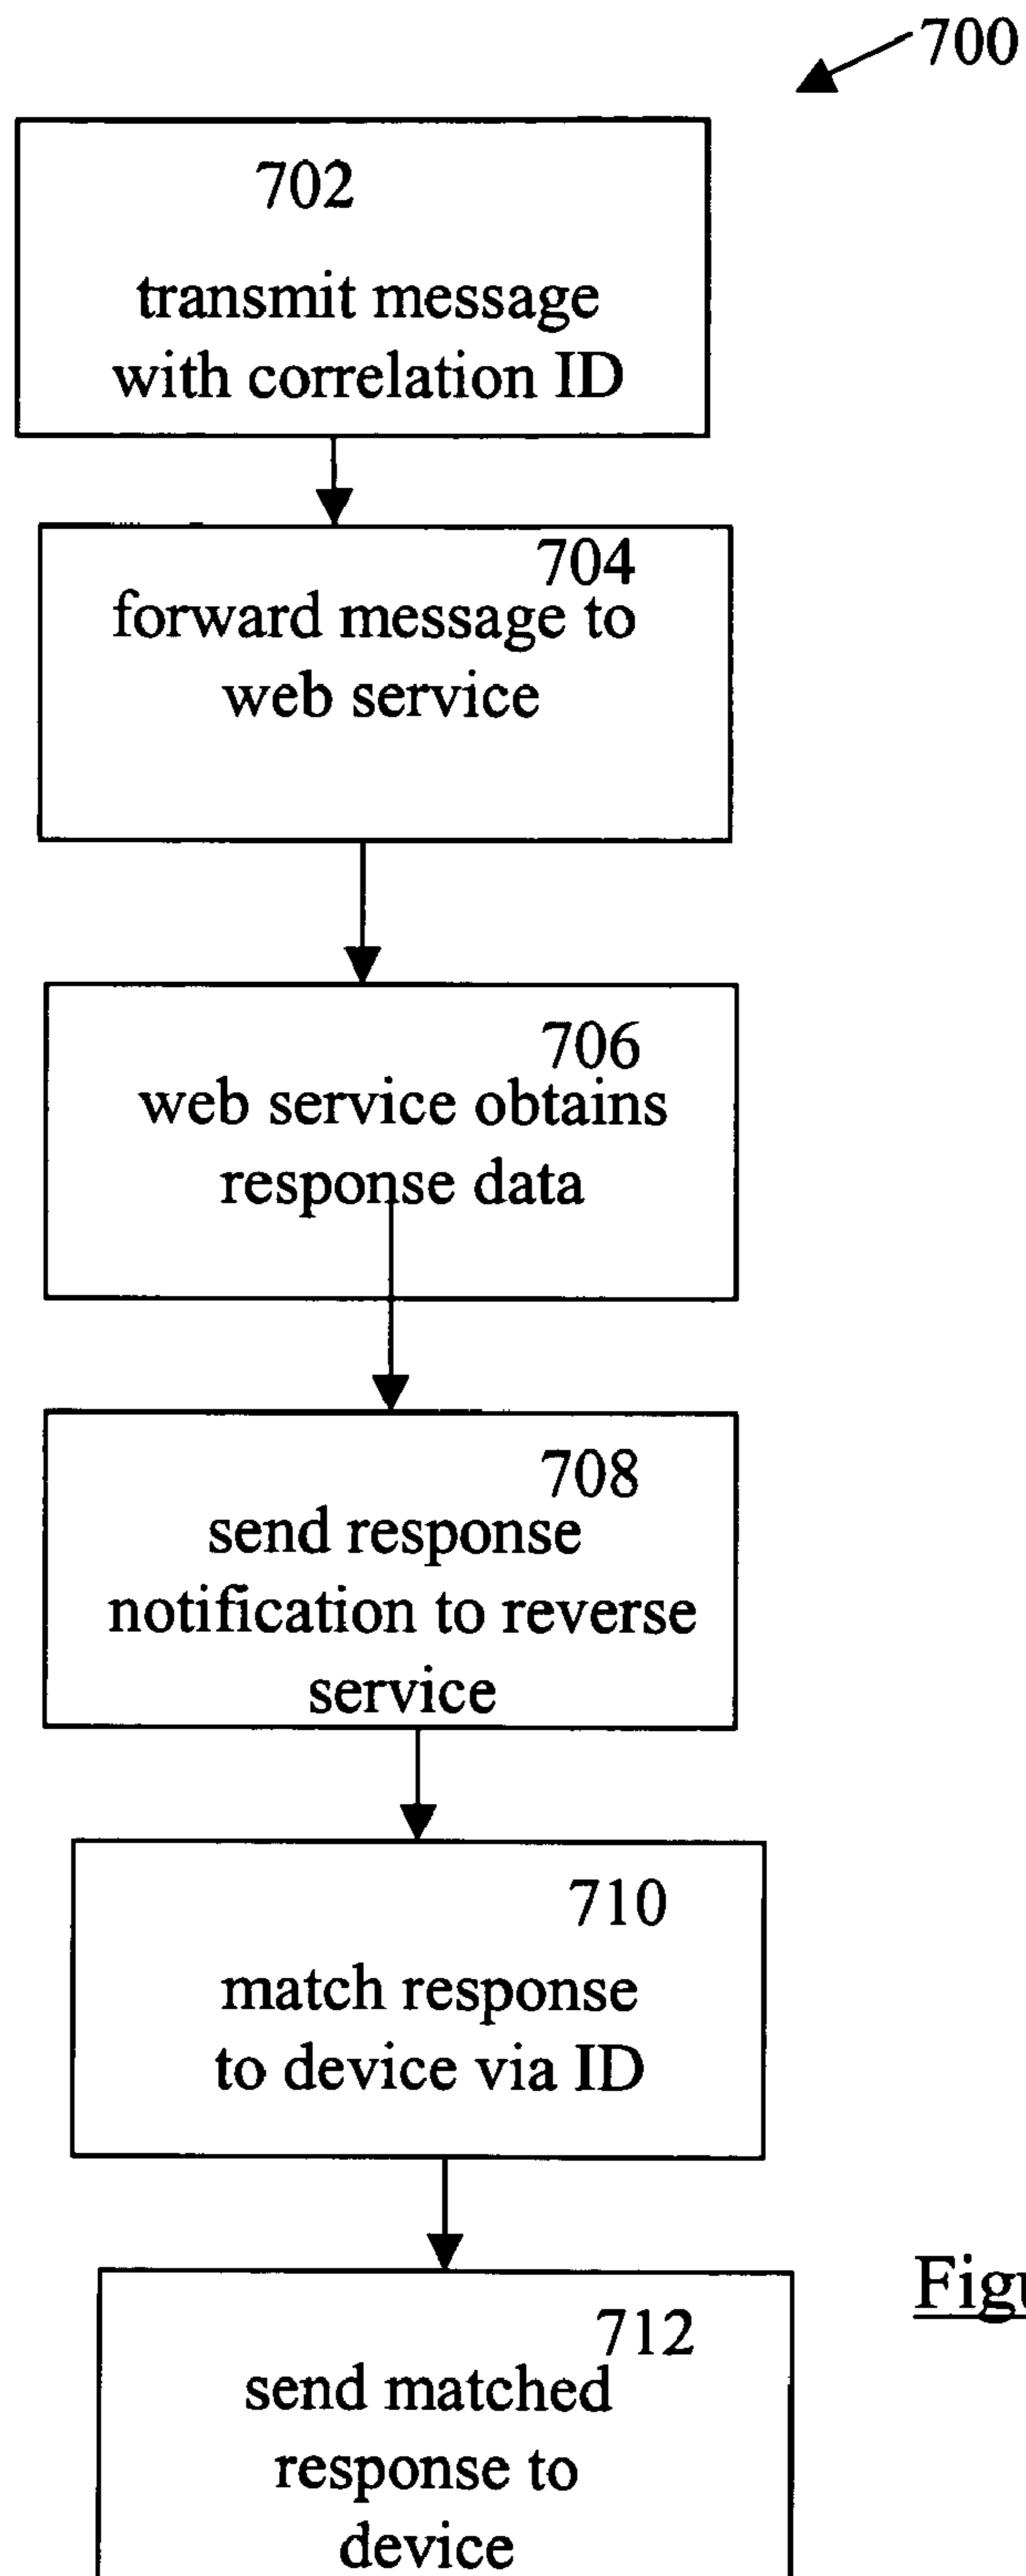 700
702
transmit message
with correlation ID
704
forward message to
web service
706
web service obtains
response data
708
send response
notification to reverse
service
710
match response
to device via ID
712
send matched
response to
device